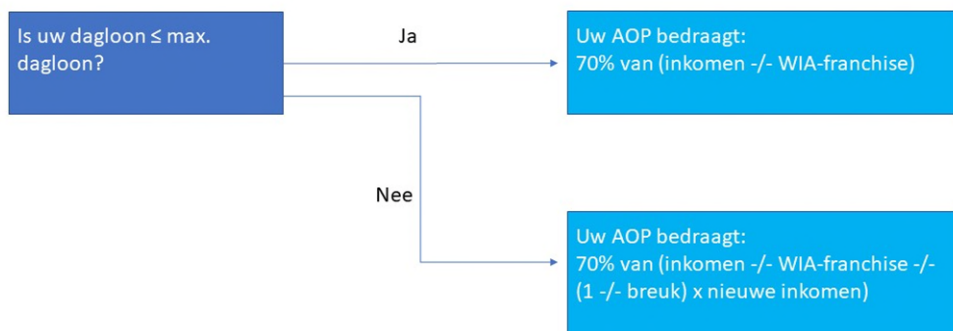 Is uw dagloon ≤ max.
dagloon?
Ja
Uw AOP bedraagt:
70% van (inkomen -/- WIA-franchise)
Nee
Uw AOP bedraagt:
70% van (inkomen -/- WIA-franchise -/-
(1 -/- breuk) x nieuwe inkomen)